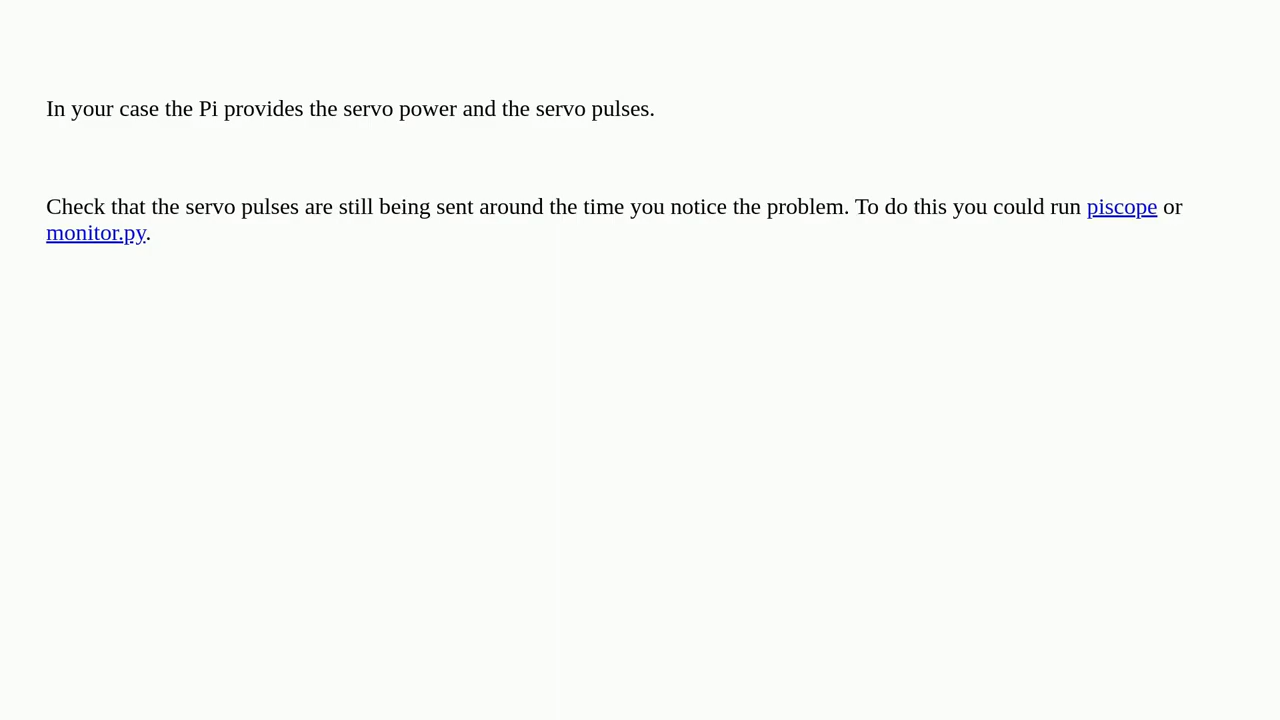 In your case the Pi provides the servo power and the servo pulses.
Check that the servo pulses are still being sent around the time you notice the problem. To do this you could run piscope or
monitor.py.